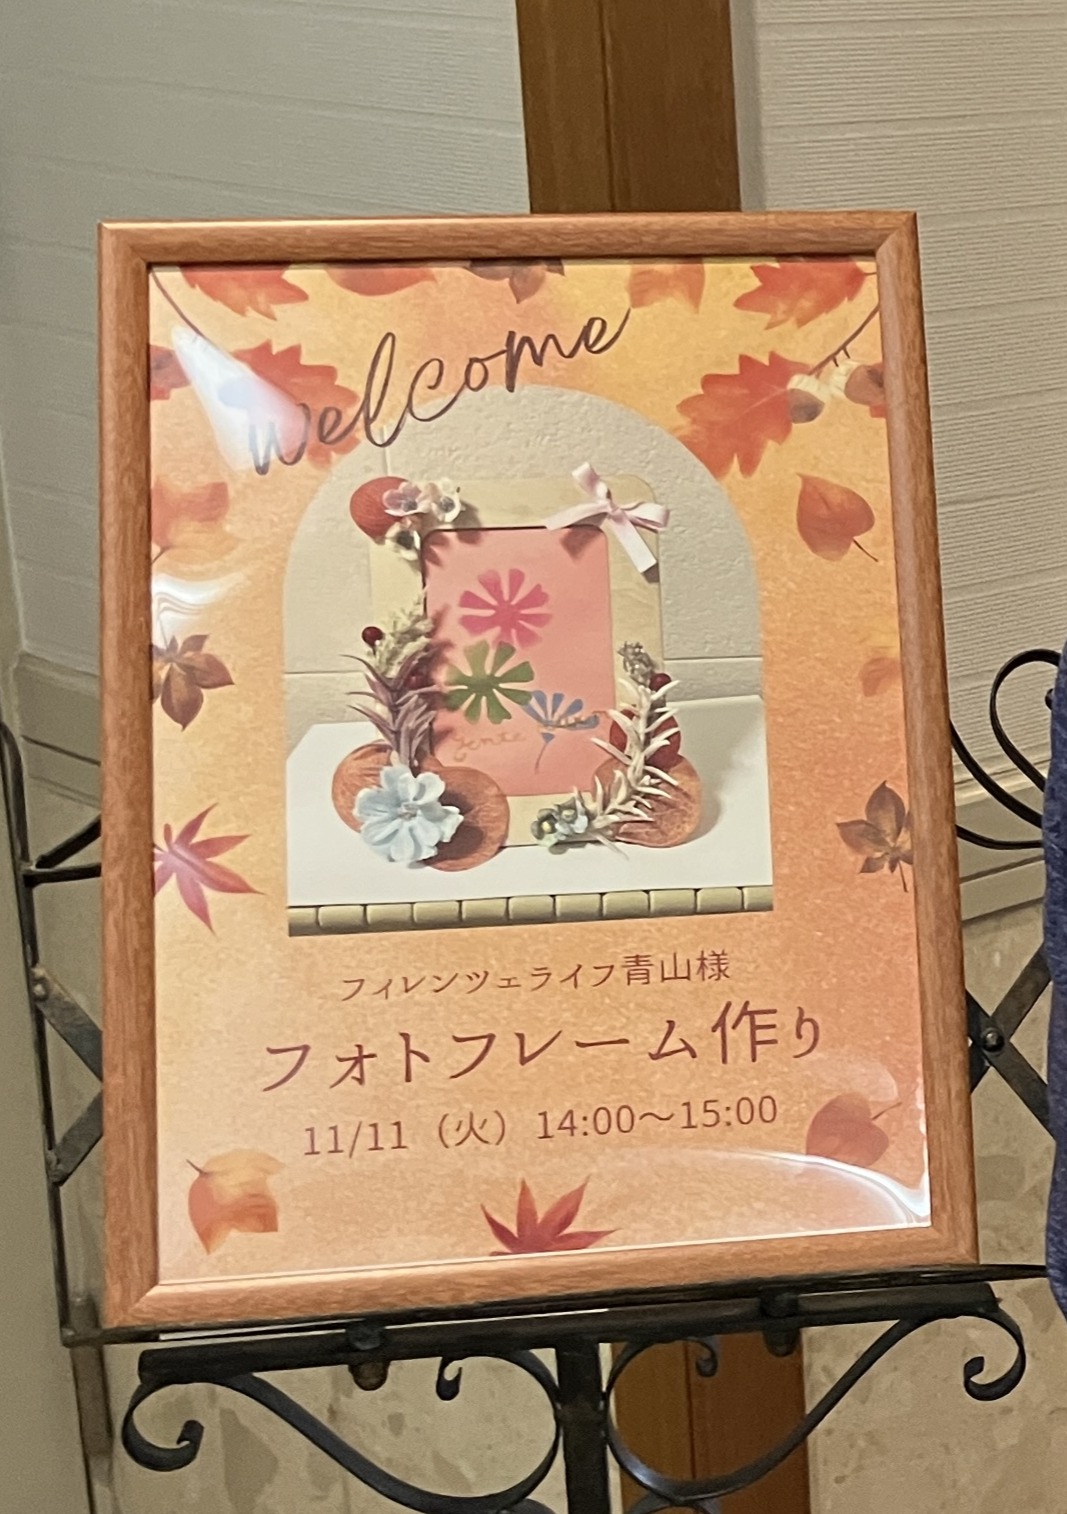 welcome
Gente
フィレンツェライフ青山様
フォトフレーム作り
11/11（火）14:00～15:00